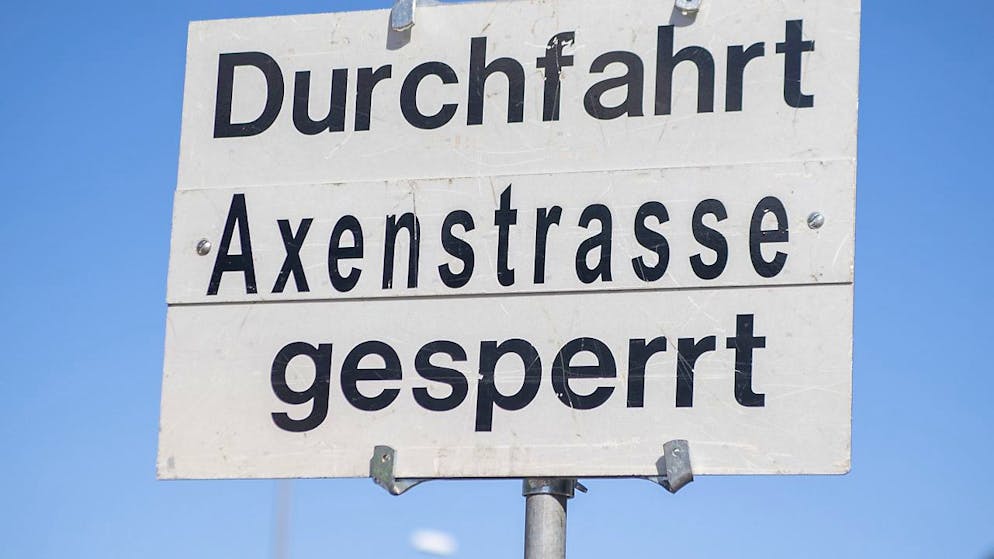 Durchfahrt
Axenstrasse
gesperrt